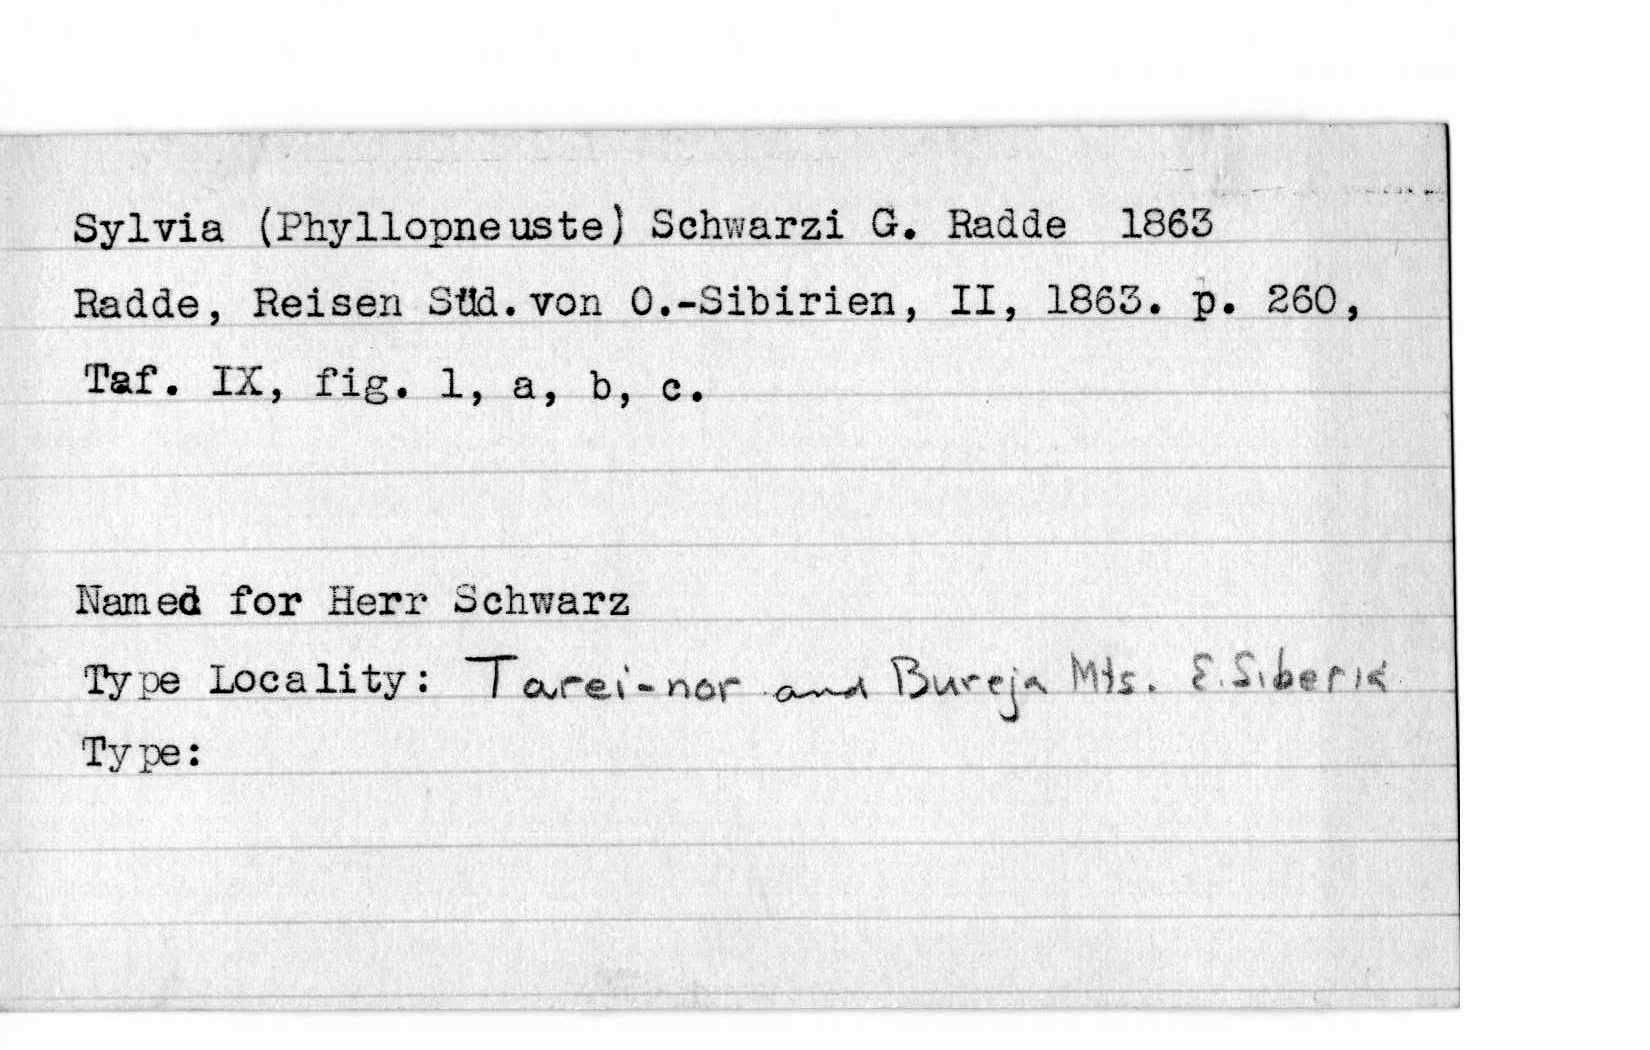 Sylvia (Phyllopneuste) Schwarzi G. Radde 1863
Radde, Reisen Süd. von O.-Sibirien, II, 1863. p. 260,
Taf. IX, fig. 1, a, b, c.
Named for Herr Schwarz
Type Locality: Tarei-nor and Bureja Mts. E. Siberia
Type: